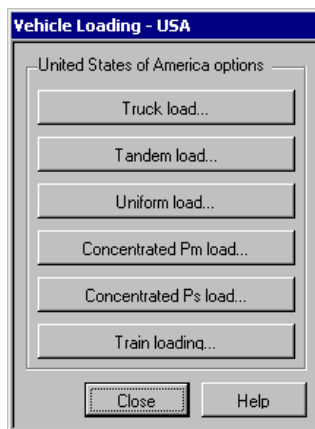 Vehicle Loading - USA
United States of America options
Truck load...
Tandem load...
Uniform load...
Concentrated Pm load...
Concentrated Ps load...
Train loading...
Close Help